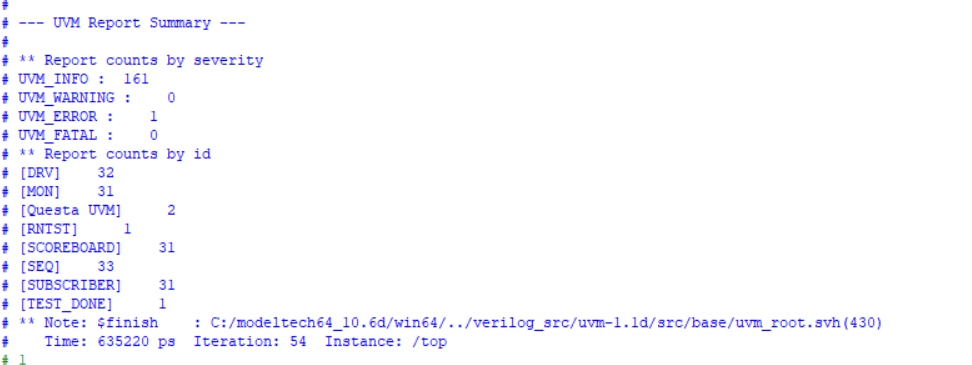 #
# --- UVM Report Summary ---
#
# ** Report counts by severity
# UVM_INFO :  161
# UVM_WARNING :    0
# UVM_ERROR :    1
# UVM_FATAL :    0
# ** Report counts by id
# [DRV]    32
# [MON]    31
# [Questa UVM]     2
# [RNTST]     1
# [SCOREBOARD]    31
# [SEQ]    33
# [SUBSCRIBER]    31
# [TEST_DONE]     1
# ** Note: $finish    : C:/modeltech64_10.6d/win64/../verilog_src/uvm-1.1d/src/base/uvm_root.svh(430)
#    Time: 635220 ps  Iteration: 54  Instance: /top
# 1